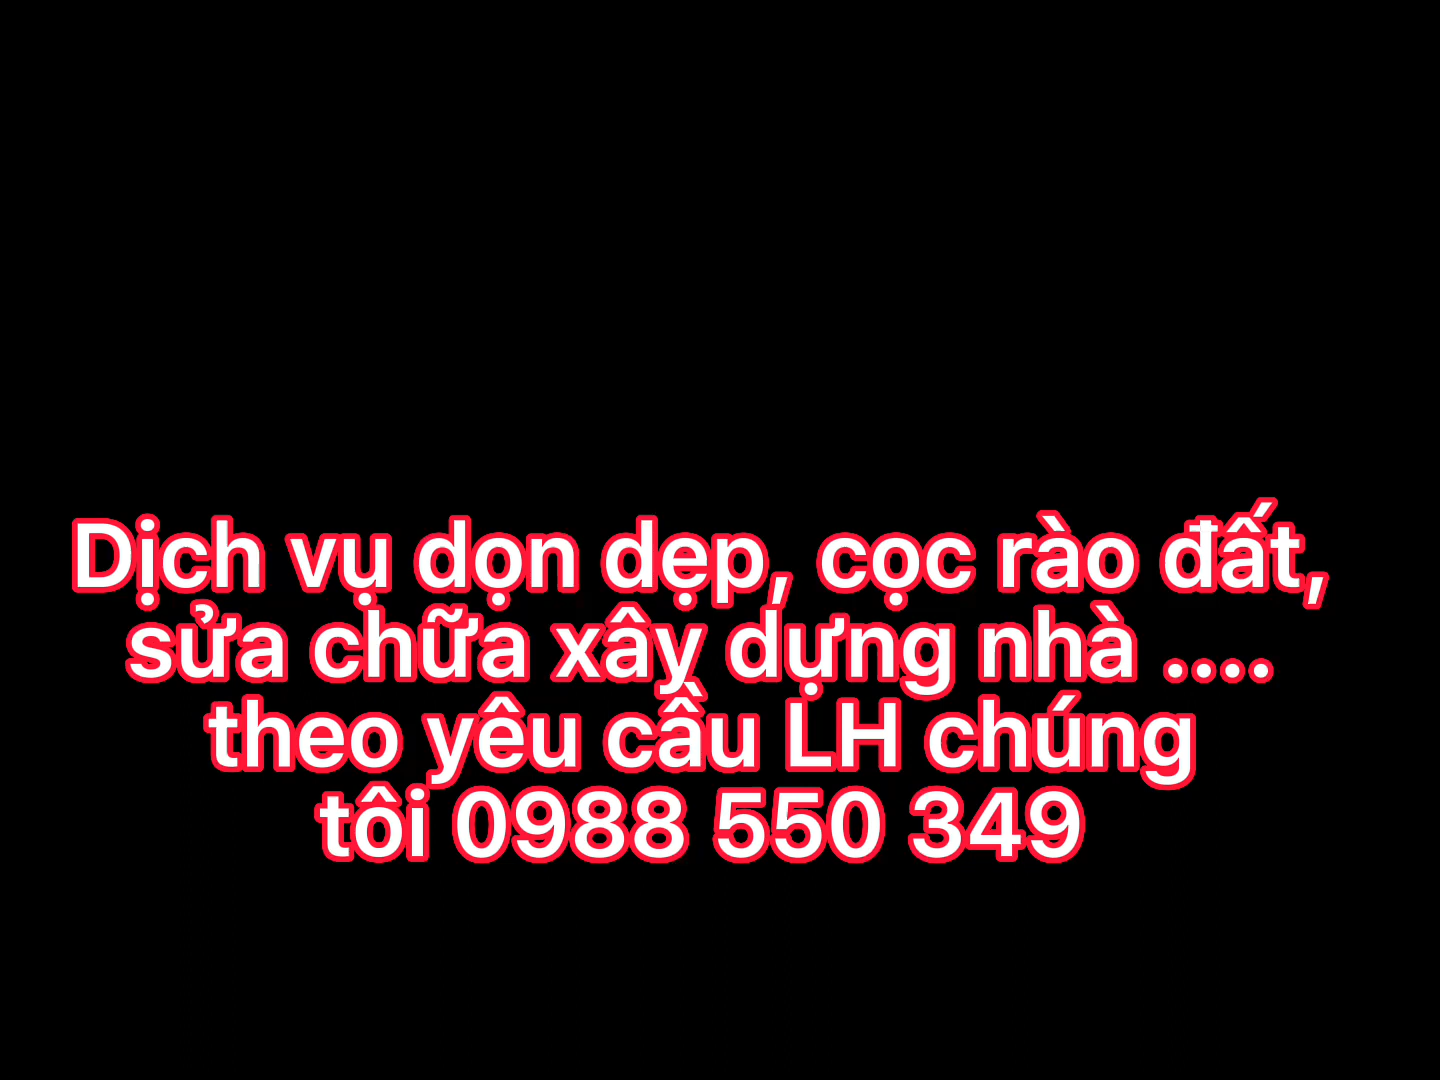 Dịch vụ dọn dẹp, cọc rào đất,
sửa chữa xây dựng nhà ....
theo yêu cầu LH chúng
tôi 0988 550 349